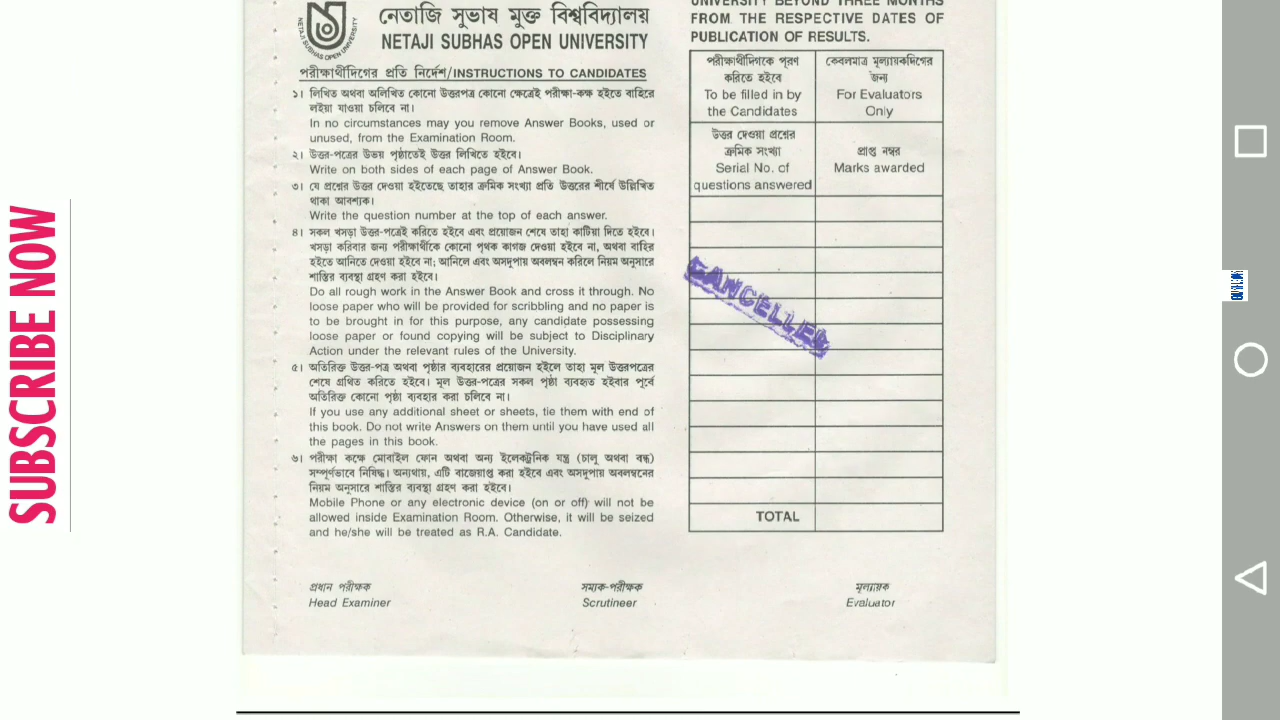 নেতাজি সুভাষ মুক্ত বিশ্ববিদ্যালয়
NETAJI SUBHAS OPEN UNIVERSITY
NETAJI SUBHAS OPEN UNIVERSITY
পরীক্ষার্থীদিগের প্রতি নির্দেশ/INSTRUCTIONS TO CANDIDATES
১। লিখিত অথবা অলিখিত কোনো উত্তরপত্র কোনো ক্ষেত্রেই পরীক্ষা-কক্ষ হইতে বাহিরে
লইয়া যাওয়া চলিবে না।
In no circumstances may you remove Answer Books, used or
unused, from the Examination Room.
২। উত্তর-পত্রের উভয় পৃষ্ঠাতেই উত্তর লিখিতে হইবে।
Write on both sides of each page of Answer Book.
৩। যে প্রশ্নের উত্তর দেওয়া হইতেছে তাহার ক্রমিক সংখ্যা প্রতি উত্তরের শীর্ষে উল্লিখিত
থাকা আবশ্যক।
Write the question number at the top of each answer.
৪। সকল খসড়া উত্তর-পত্রেই করিতে হইবে এবং প্রয়োজন শেষে তাহা কাটিয়া দিতে হইবে।
খসড়া করিবার জন্য পরীক্ষার্থীকে কোনো পৃথক কাগজ দেওয়া হইবে না, অথবা বাহির
হইতে আনিতে দেওয়া হইবে না; আনিলে এবং অসদুপায় অবলম্বন করিলে নিয়ম অনুসারে
শাস্তির ব্যবস্থা গ্রহণ করা হইবে।
Do all rough work in the Answer Book and cross it through. No
loose paper who will be provided for scribbling and no paper is
to be brought in for this purpose, any candidate possessing
loose paper or found copying will be subject to Disciplinary
Action under the relevant rules of the University.
৫। অতিরিক্ত উত্তর-পত্র অথবা পৃষ্ঠার ব্যবহারের প্রয়োজন হইলে তাহা মূল উত্তরপত্রের
শেষে গ্রথিত করিতে হইবে। মূল উত্তর-পত্রের সকল পৃষ্ঠা ব্যবহৃত হইবার পূর্বে
অতিরিক্ত কোনো পৃষ্ঠা ব্যবহার করা চলিবে না।
If you use any additional sheet or sheets, tie them with end of
this book. Do not write Answers on them until you have used all
the pages in this book.
৬। পরীক্ষা কক্ষে মোবাইল ফোন অথবা অন্য ইলেকট্রনিক যন্ত্র (চালু অথবা বন্ধ)
সম্পূর্ণভাবে নিষিদ্ধ। অন্যথায়, এটি বাজেয়াপ্ত করা হইবে এবং অসদুপায় অবলম্বনের
নিয়ম অনুসারে শাস্তির ব্যবস্থা গ্রহণ করা হইবে।
Mobile Phone or any electronic device (on or off) will not be
allowed inside Examination Room. Otherwise, it will be seized
and he/she will be treated as R.A. Candidate.
UNIVERSITY BEYOND THREE MONTHS
FROM THE RESPECTIVE DATES OF
PUBLICATION OF RESULTS.
পরীক্ষার্থীদিগকে পূরণ
করিতে হইবে
To be filled in by
the Candidates
কেবলমাত্র মূল্যায়কদিগের
জন্য
For Evaluators
Only
উত্তর দেওয়া প্রশ্নের
ক্রমিক সংখ্যা
Serial No. of
questions answered
প্রাপ্ত নম্বর
Marks awarded
CANCELLED
TOTAL
প্রধান পরীক্ষক
Head Examiner
সমীক্ষক-পরীক্ষক
Scrutineer
মূল্যায়ক
Evaluator
SUBSCRIBE NOW